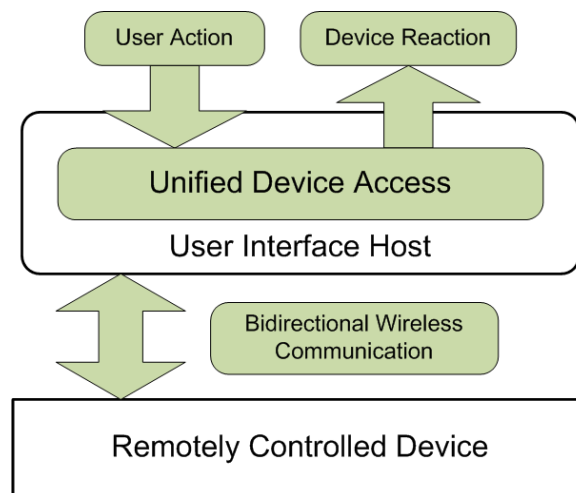 User Action
Device Reaction
Unified Device Access
User Interface Host
Bidirectional Wireless
Communication
Remotely Controlled Device